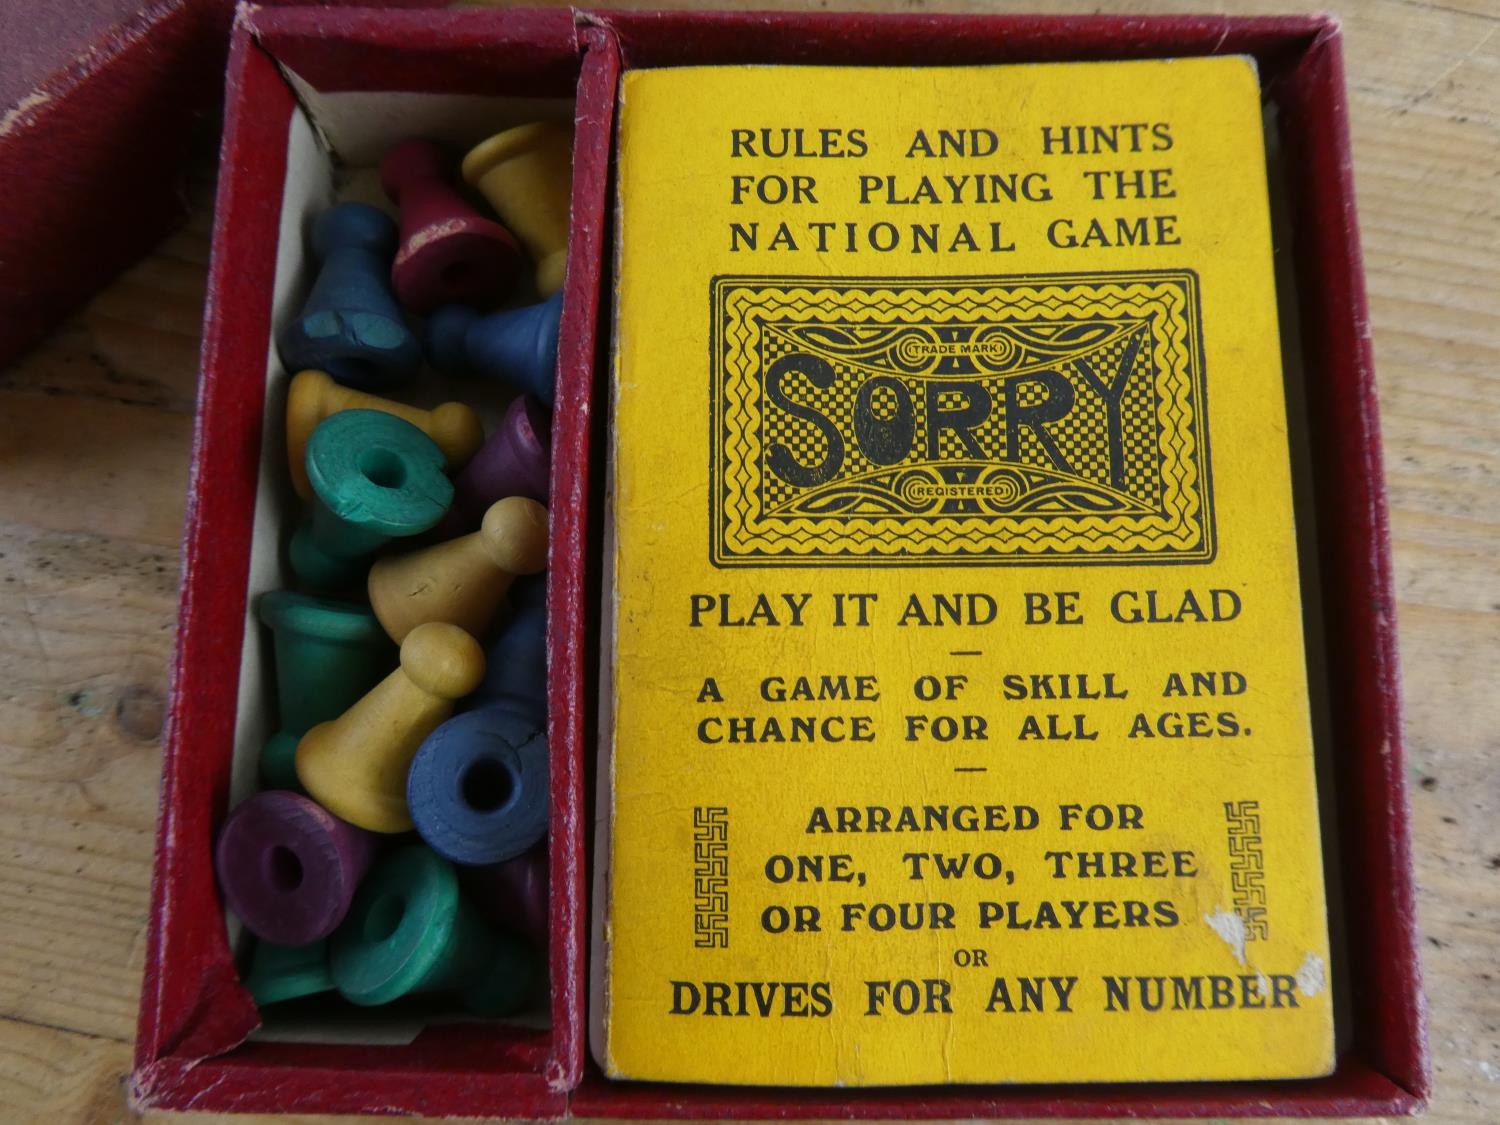 RULES AND HINTS
FOR PLAYING THE
NATIONAL GAME
TRADE MARK
SORRY
REGISTERED
PLAY IT AND BE GLAD
—
A GAME OF SKILL AND
CHANCE FOR ALL AGES.
—
ARRANGED FOR
ONE, TWO, THREE
OR FOUR PLAYERS
OR
DRIVES FOR ANY NUMBER